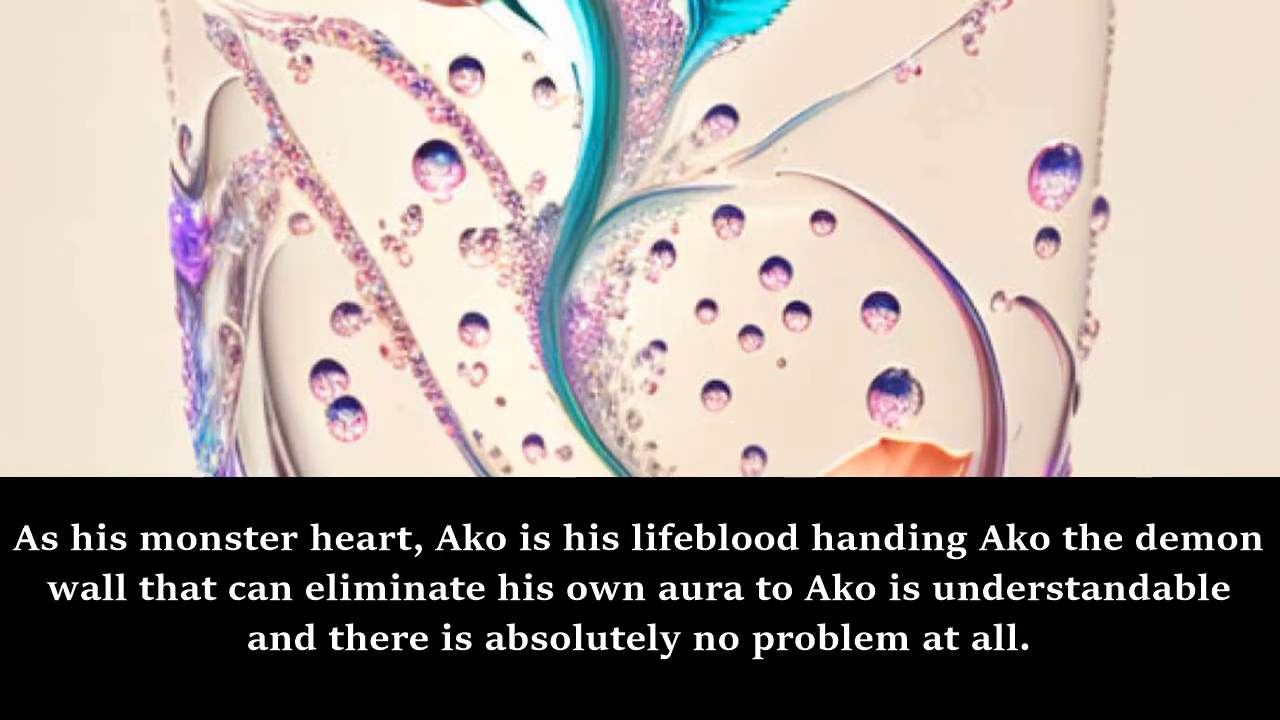 As his monster heart, Ako is his lifeblood handing Ako the demon
wall that can eliminate his own aura to Ako is understandable
and there is absolutely no problem at all.